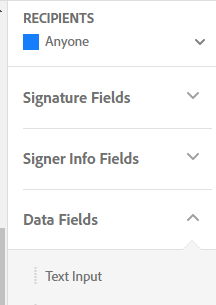 RECIPIENTS
Anyone
Signature Fields
Signer Info Fields
Data Fields
Text Input